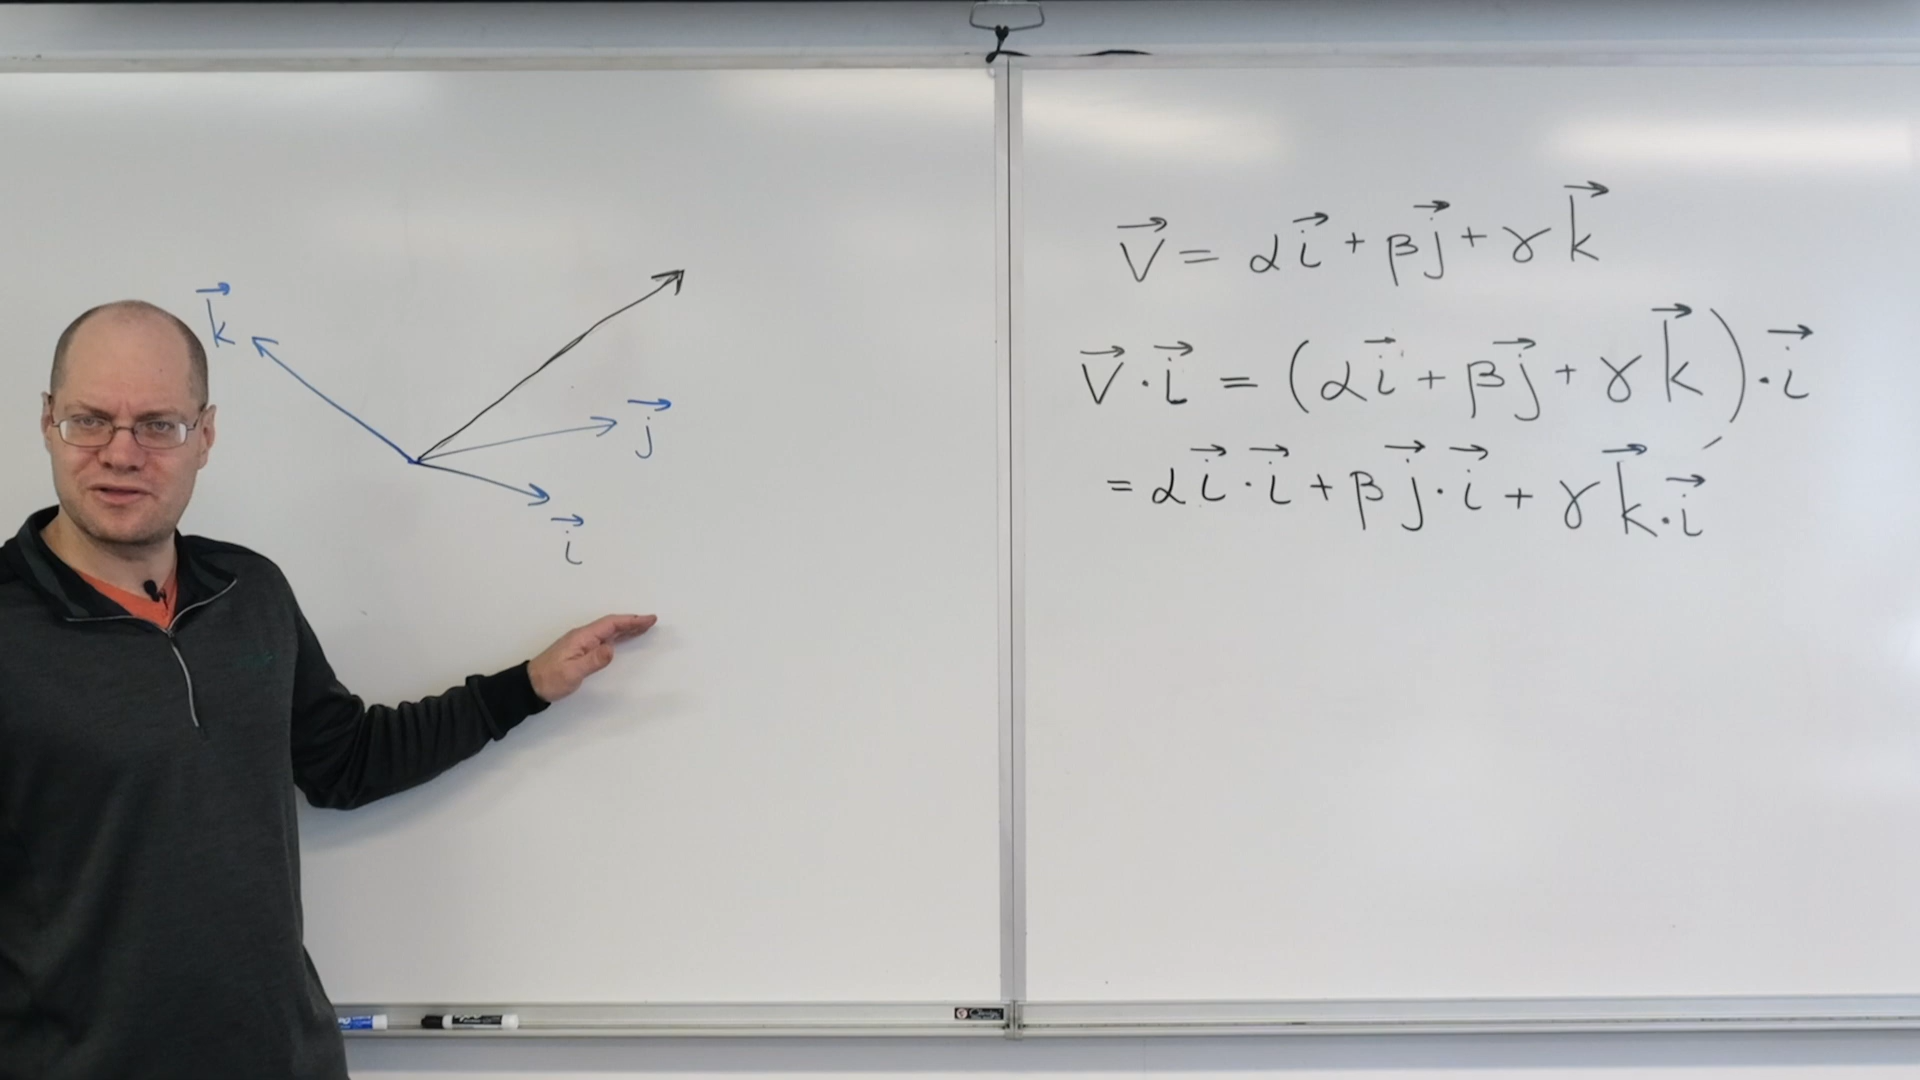 k⃗
j⃗
i⃗
V⃗ = αi⃗ + βj⃗ + γk⃗
V⃗·i⃗ = (αi⃗ + βj⃗ + γk⃗)·i⃗
= αi⃗·i⃗ + βj⃗·i⃗ + γk⃗·i⃗